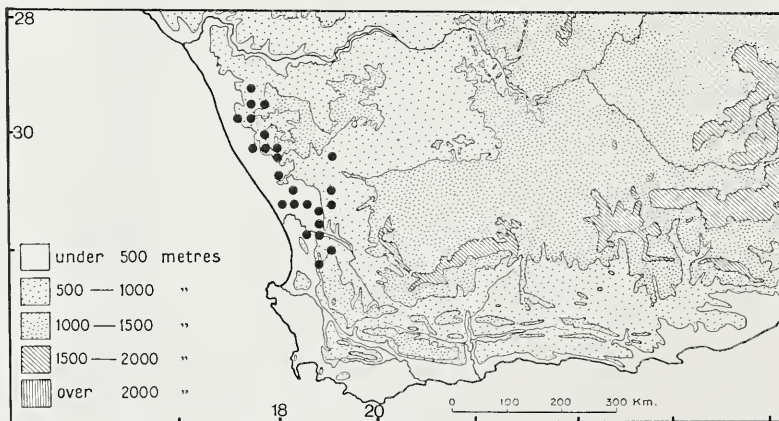 28
30
under 500 metres
500 — 1000 "
1000 — 1500 "
1500 — 2000 "
over 2000 "
18
20
0 100 200 300 Km.